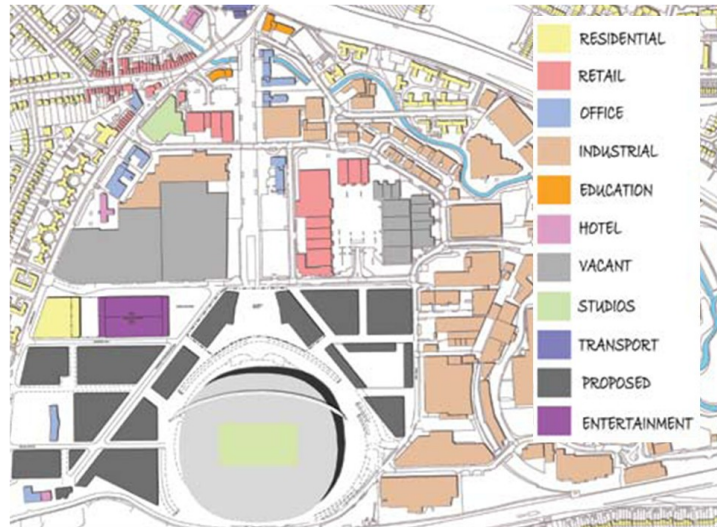 RESIDENTIAL
RETAIL
OFFICE
INDUSTRIAL
EDUCATION
HOTEL
VACANT
STUDIOS
TRANSPORT
PROPOSED
ENTERTAINMENT